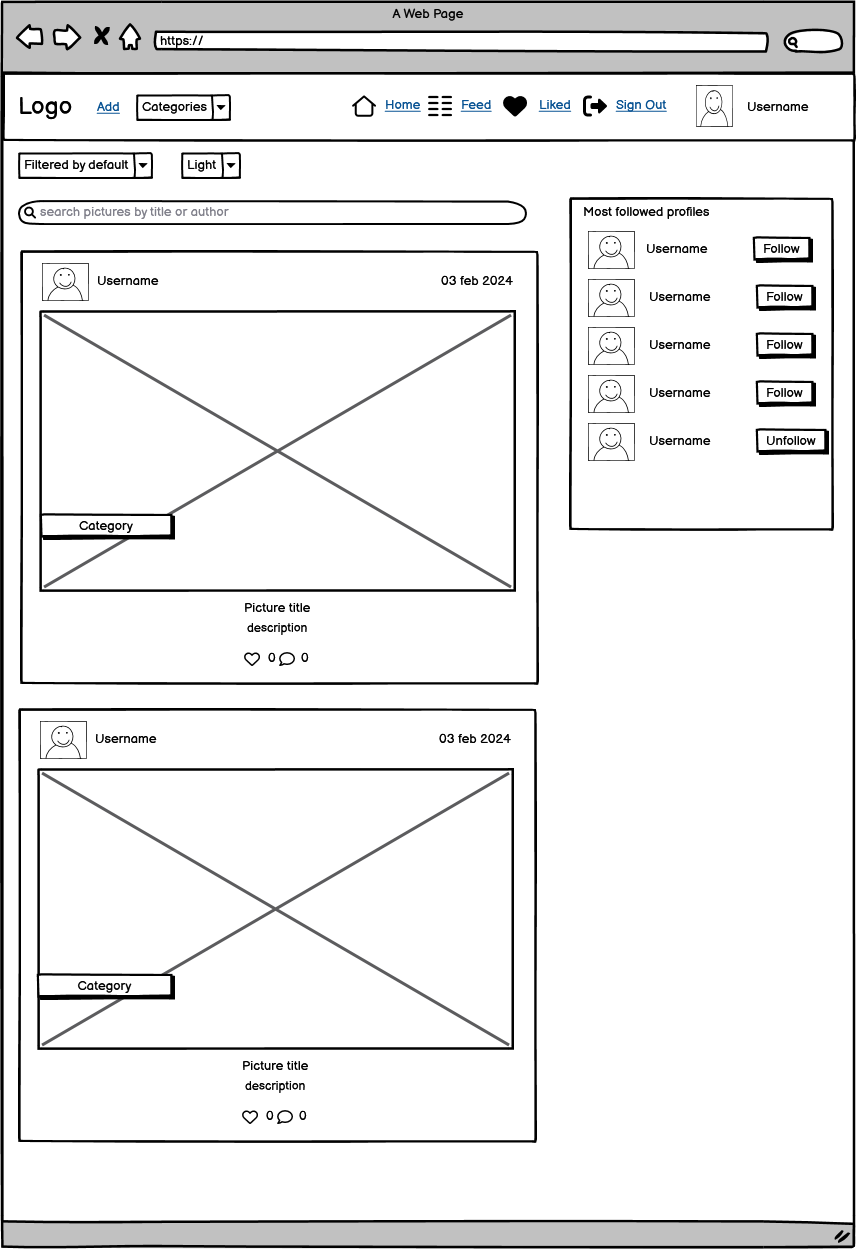 A Web Page
https://
Logo Add Categories Home Feed Liked Sign Out Username
Filtered by default Light
search pictures by title or author
Most followed profiles
Username Follow
Username Follow
Username Follow
Username Follow
Username Unfollow
Username 03 feb 2024
Category
Picture title
description
0 0
Username 03 feb 2024
Category
Picture title
description
0 0